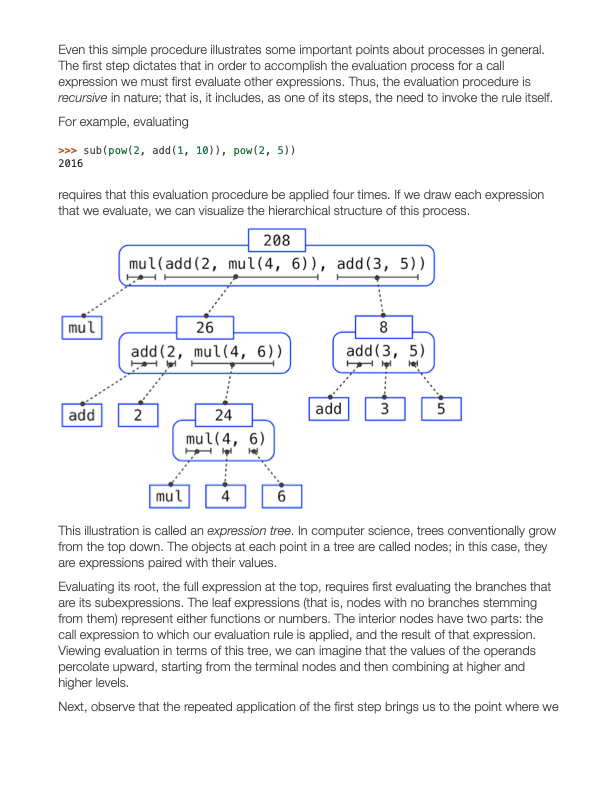 Even this simple procedure illustrates some important points about processes in general.
The first step dictates that in order to accomplish the evaluation process for a call
expression we must first evaluate other expressions. Thus, the evaluation procedure is
recursive in nature; that is, it includes, as one of its steps, the need to invoke the rule itself.
For example, evaluating
>>> sub(pow(2, add(1, 10)), pow(2, 5))
2016
requires that this evaluation procedure be applied four times. If we draw each expression
that we evaluate, we can visualize the hierarchical structure of this process.
208
mul(add(2, mul(4, 6)), add(3, 5))
mul 26 8
add(2, mul(4, 6)) add(3, 5)
add 2 24 add 3 5
mul(4, 6)
mul 4 6
This illustration is called an expression tree. In computer science, trees conventionally grow
from the top down. The objects at each point in a tree are called nodes; in this case, they
are expressions paired with their values.
Evaluating its root, the full expression at the top, requires first evaluating the branches that
are its subexpressions. The leaf expressions (that is, nodes with no branches stemming
from them) represent either functions or numbers. The interior nodes have two parts: the
call expression to which our evaluation rule is applied, and the result of that expression.
Viewing evaluation in terms of this tree, we can imagine that the values of the operands
percolate upward, starting from the terminal nodes and then combining at higher and
higher levels.
Next, observe that the repeated application of the first step brings us to the point where we